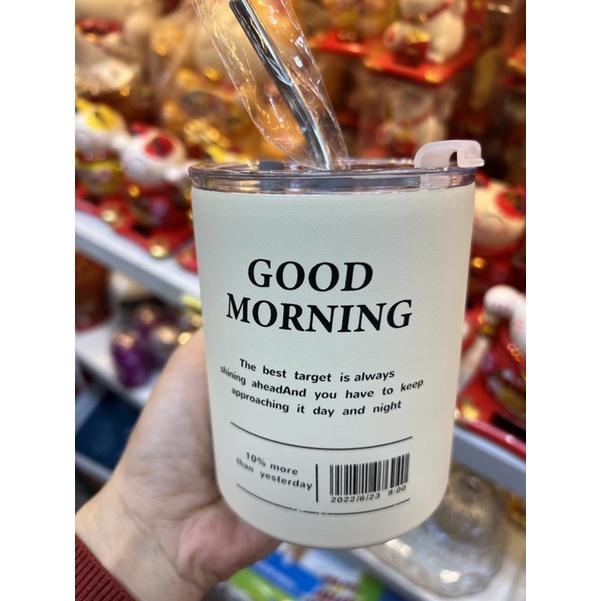 GOOD
MORNING
The best target is always
shining aheadAnd you have to keep
approaching it day and night
10% more
than yesterday
2022/6/23 9:00